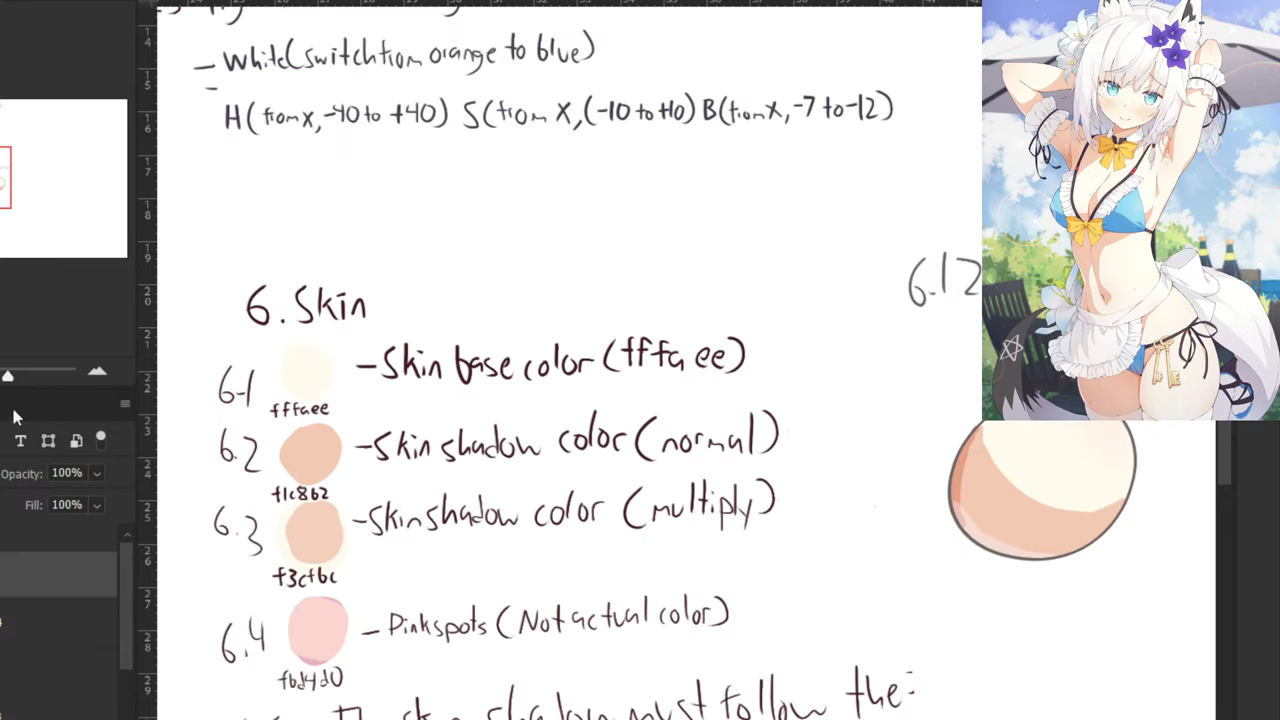 - White(switch from orange to blue)
H(from x, -40 to +40) S(from X,(-10 to +10) B(from x, -7 to -12)
6. Skin
6.12
6-1 - Skin base color (fffaee)
fffaee
6.2 - Skin shadow color (normal)
f1c8b2
6.3 - Skin shadow color (multiply)
f3cfbc
6.4 - Pink spots (Not actual color)
fbd4d0
skin shadow must follow the:
Opacity: 100%
Fill: 100%